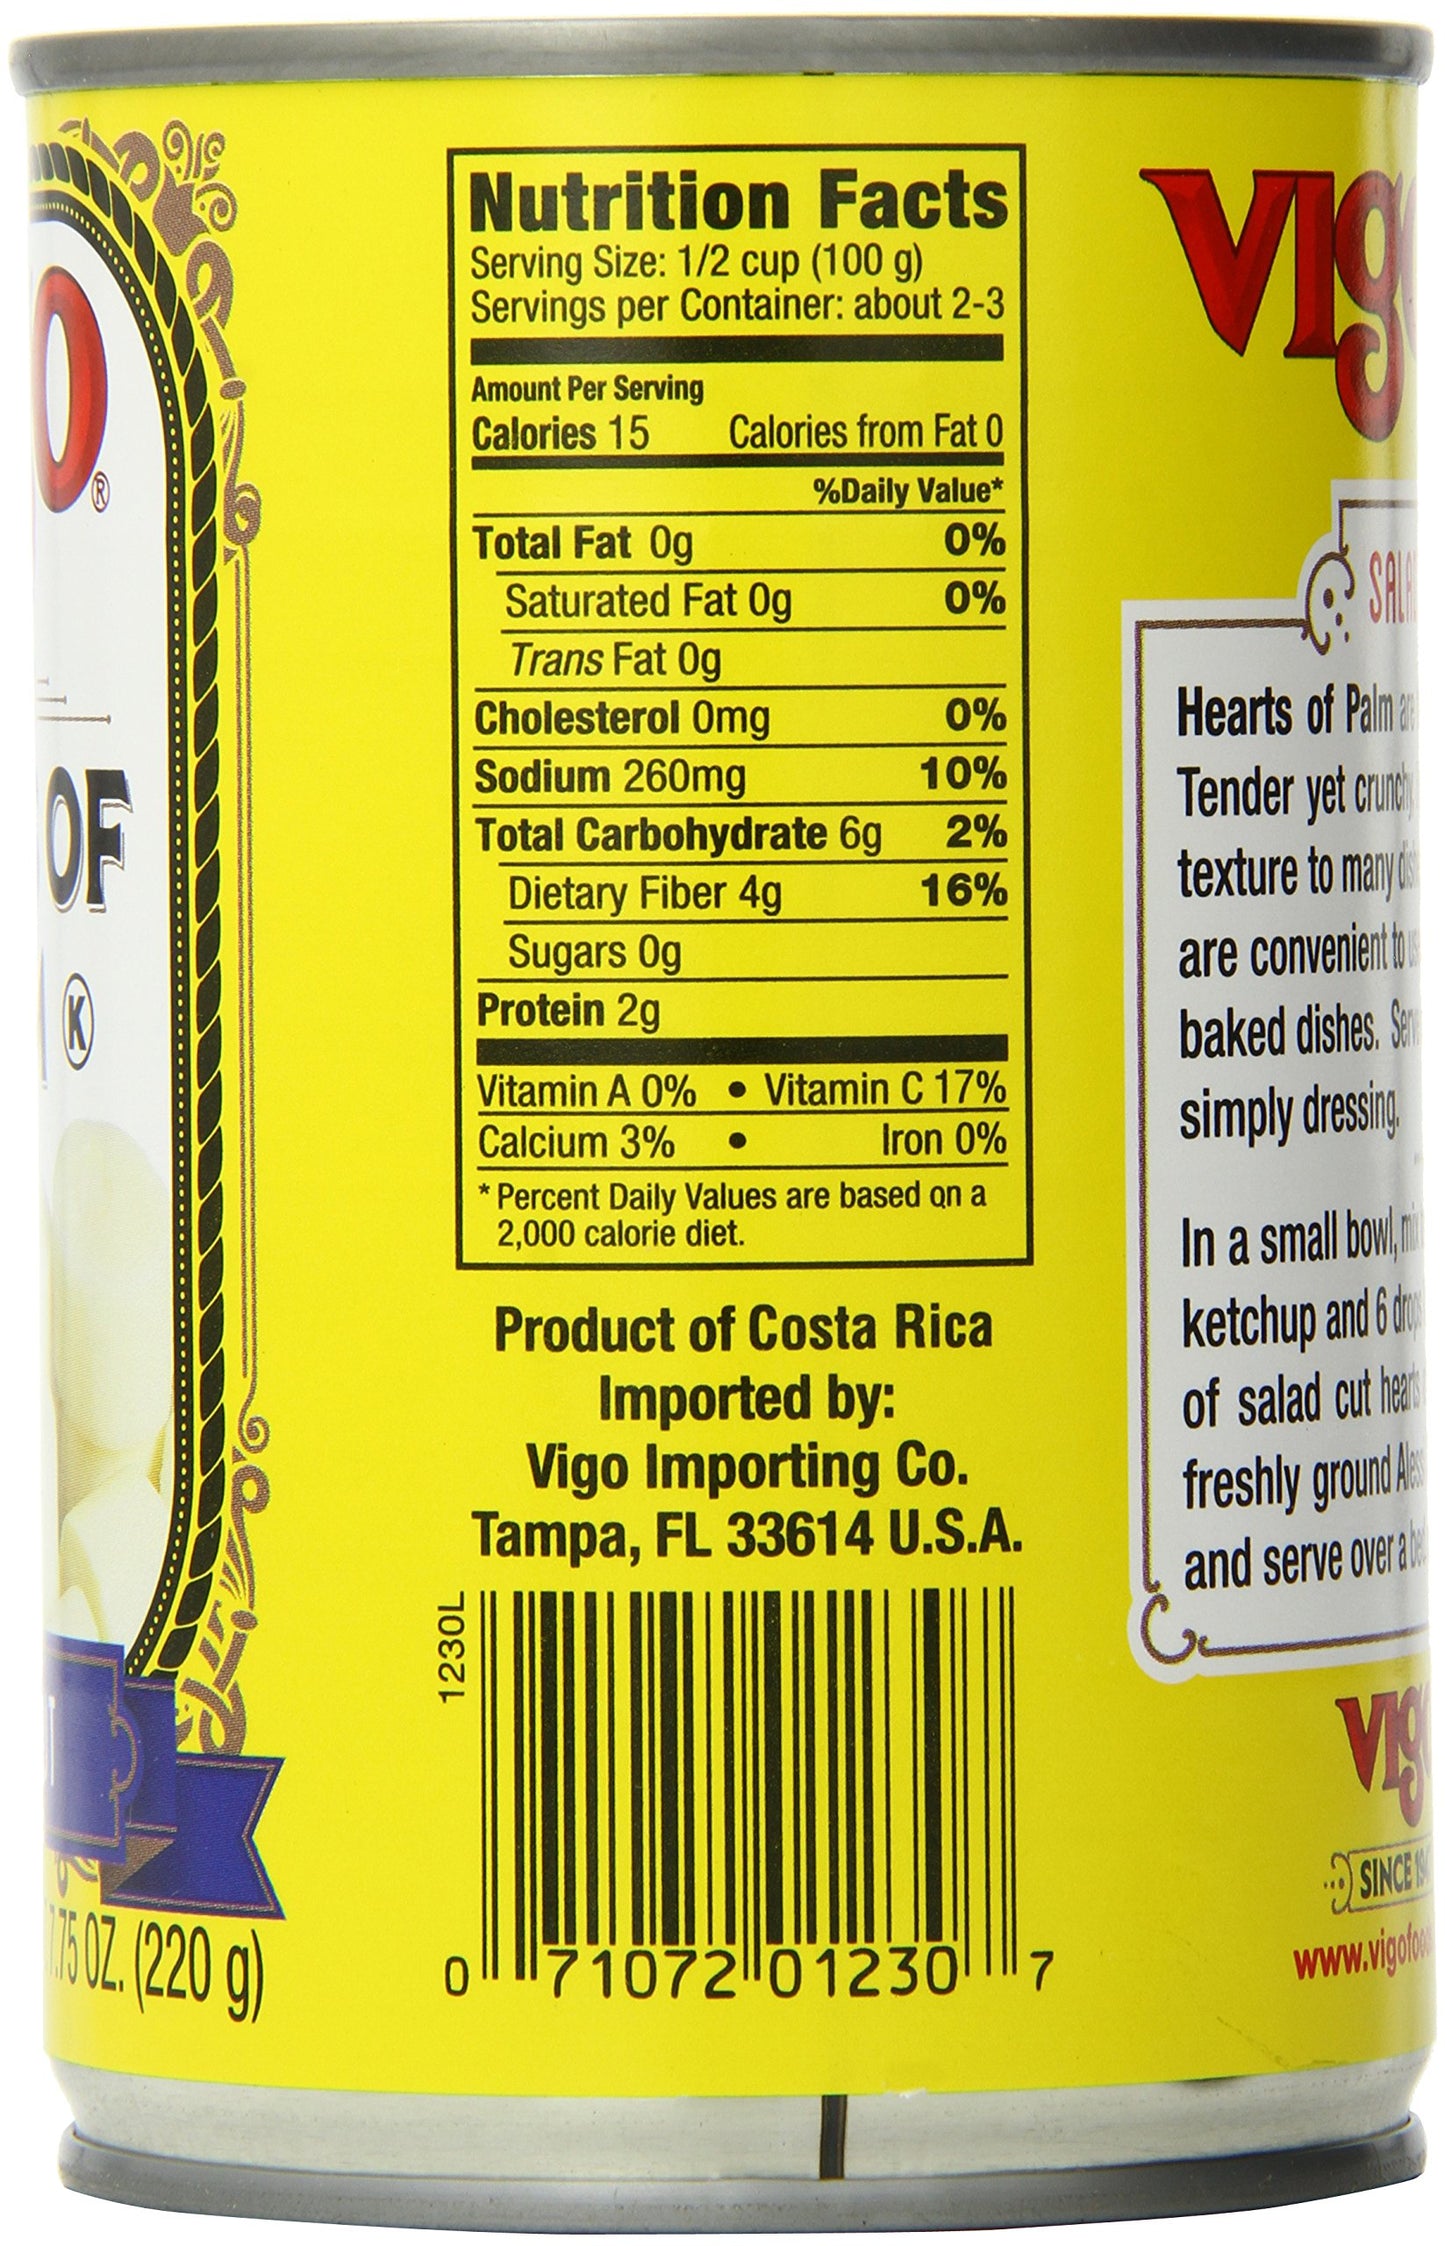 ®
OF
K
7.75 OZ. (220 g)
Nutrition Facts
Serving Size: 1/2 cup (100 g)
Servings per Container: about 2-3
Amount Per Serving
Calories 15 Calories from Fat 0
%Daily Value*
Total Fat 0g 0%
Saturated Fat 0g 0%
Trans Fat 0g
Cholesterol 0mg 0%
Sodium 260mg 10%
Total Carbohydrate 6g 2%
Dietary Fiber 4g 16%
Sugars 0g
Protein 2g
Vitamin A 0% • Vitamin C 17%
Calcium 3% • Iron 0%
* Percent Daily Values are based on a
2,000 calorie diet.
Product of Costa Rica
Imported by:
Vigo Importing Co.
Tampa, FL 33614 U.S.A.
1230L
0 71072 01230 7
Hearts of Palm
Tender yet crunchy
texture to many
are convenient to
baked dishes.
simply dressing.
In a small bowl,
ketchup and 6
of salad cut hearts
freshly ground
and serve over a
SINCE